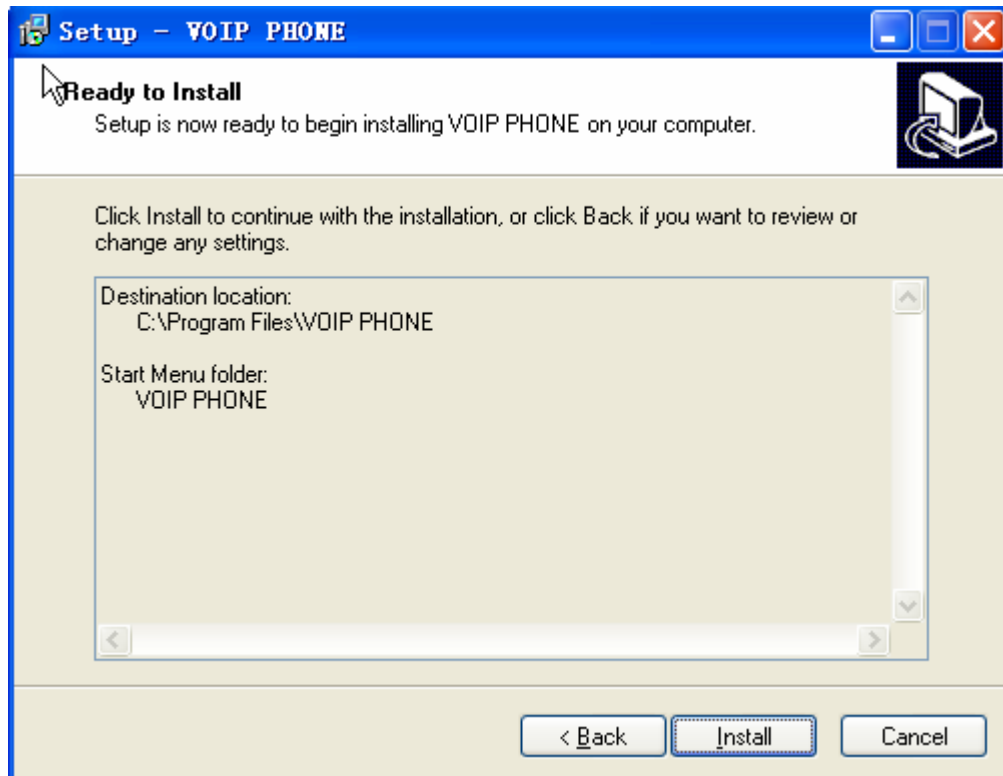 Setup - VOIP PHONE
Ready to Install
Setup is now ready to begin installing VOIP PHONE on your computer.
Click Install to continue with the installation, or click Back if you want to review or
change any settings.
Destination location:
C:\Program Files\VOIP PHONE
Start Menu folder:
VOIP PHONE
< Back
Install
Cancel